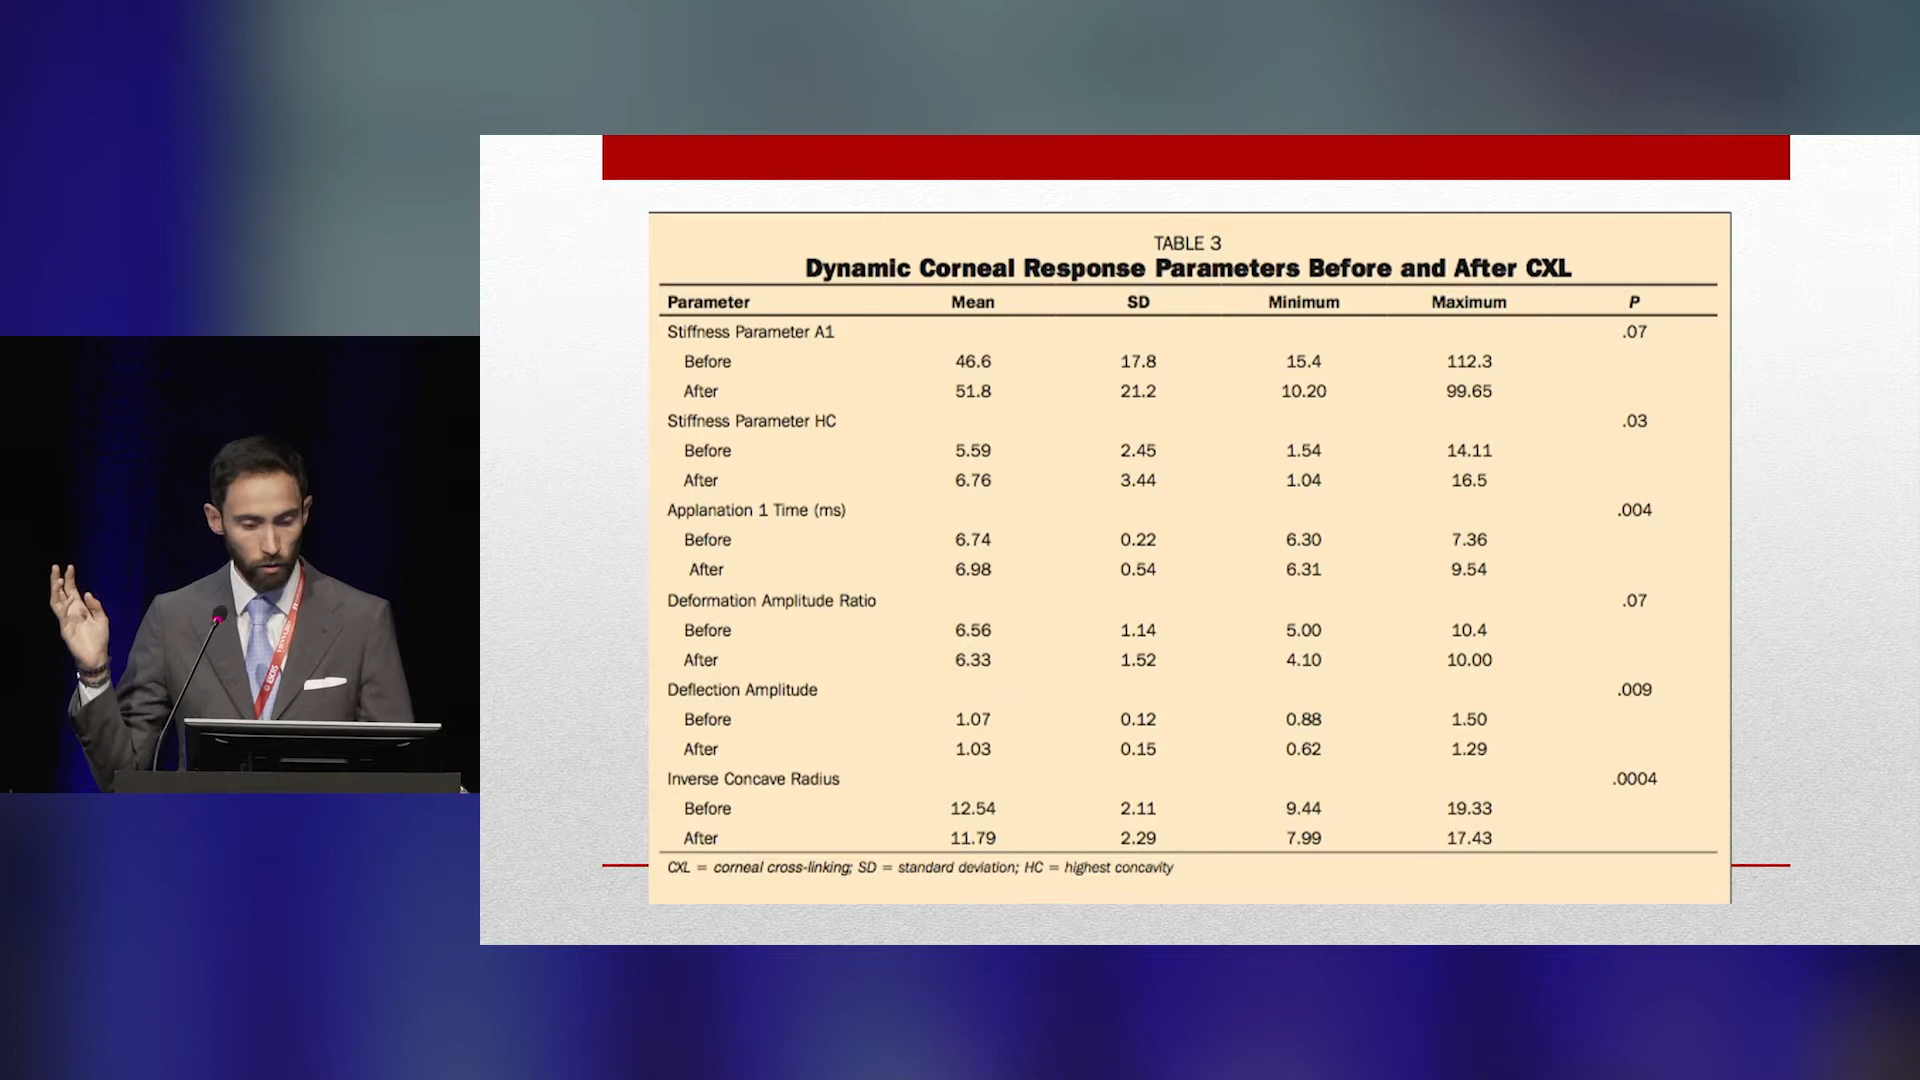 TABLE 3
Dynamic Corneal Response Parameters Before and After CXL
Parameter Mean SD Minimum Maximum P
Stiffness Parameter A1 .07
Before 46.6 17.8 15.4 112.3
After 51.8 21.2 10.20 99.65
Stiffness Parameter HC .03
Before 5.59 2.45 1.54 14.11
After 6.76 3.44 1.04 16.5
Applanation 1 Time (ms) .004
Before 6.74 0.22 6.30 7.36
After 6.98 0.54 6.31 9.54
Deformation Amplitude Ratio .07
Before 6.56 1.14 5.00 10.4
After 6.33 1.52 4.10 10.00
Deflection Amplitude .009
Before 1.07 0.12 0.88 1.50
After 1.03 0.15 0.62 1.29
Inverse Concave Radius .0004
Before 12.54 2.11 9.44 19.33
After 11.79 2.29 7.99 17.43
CXL = corneal cross-linking; SD = standard deviation; HC = highest concavity